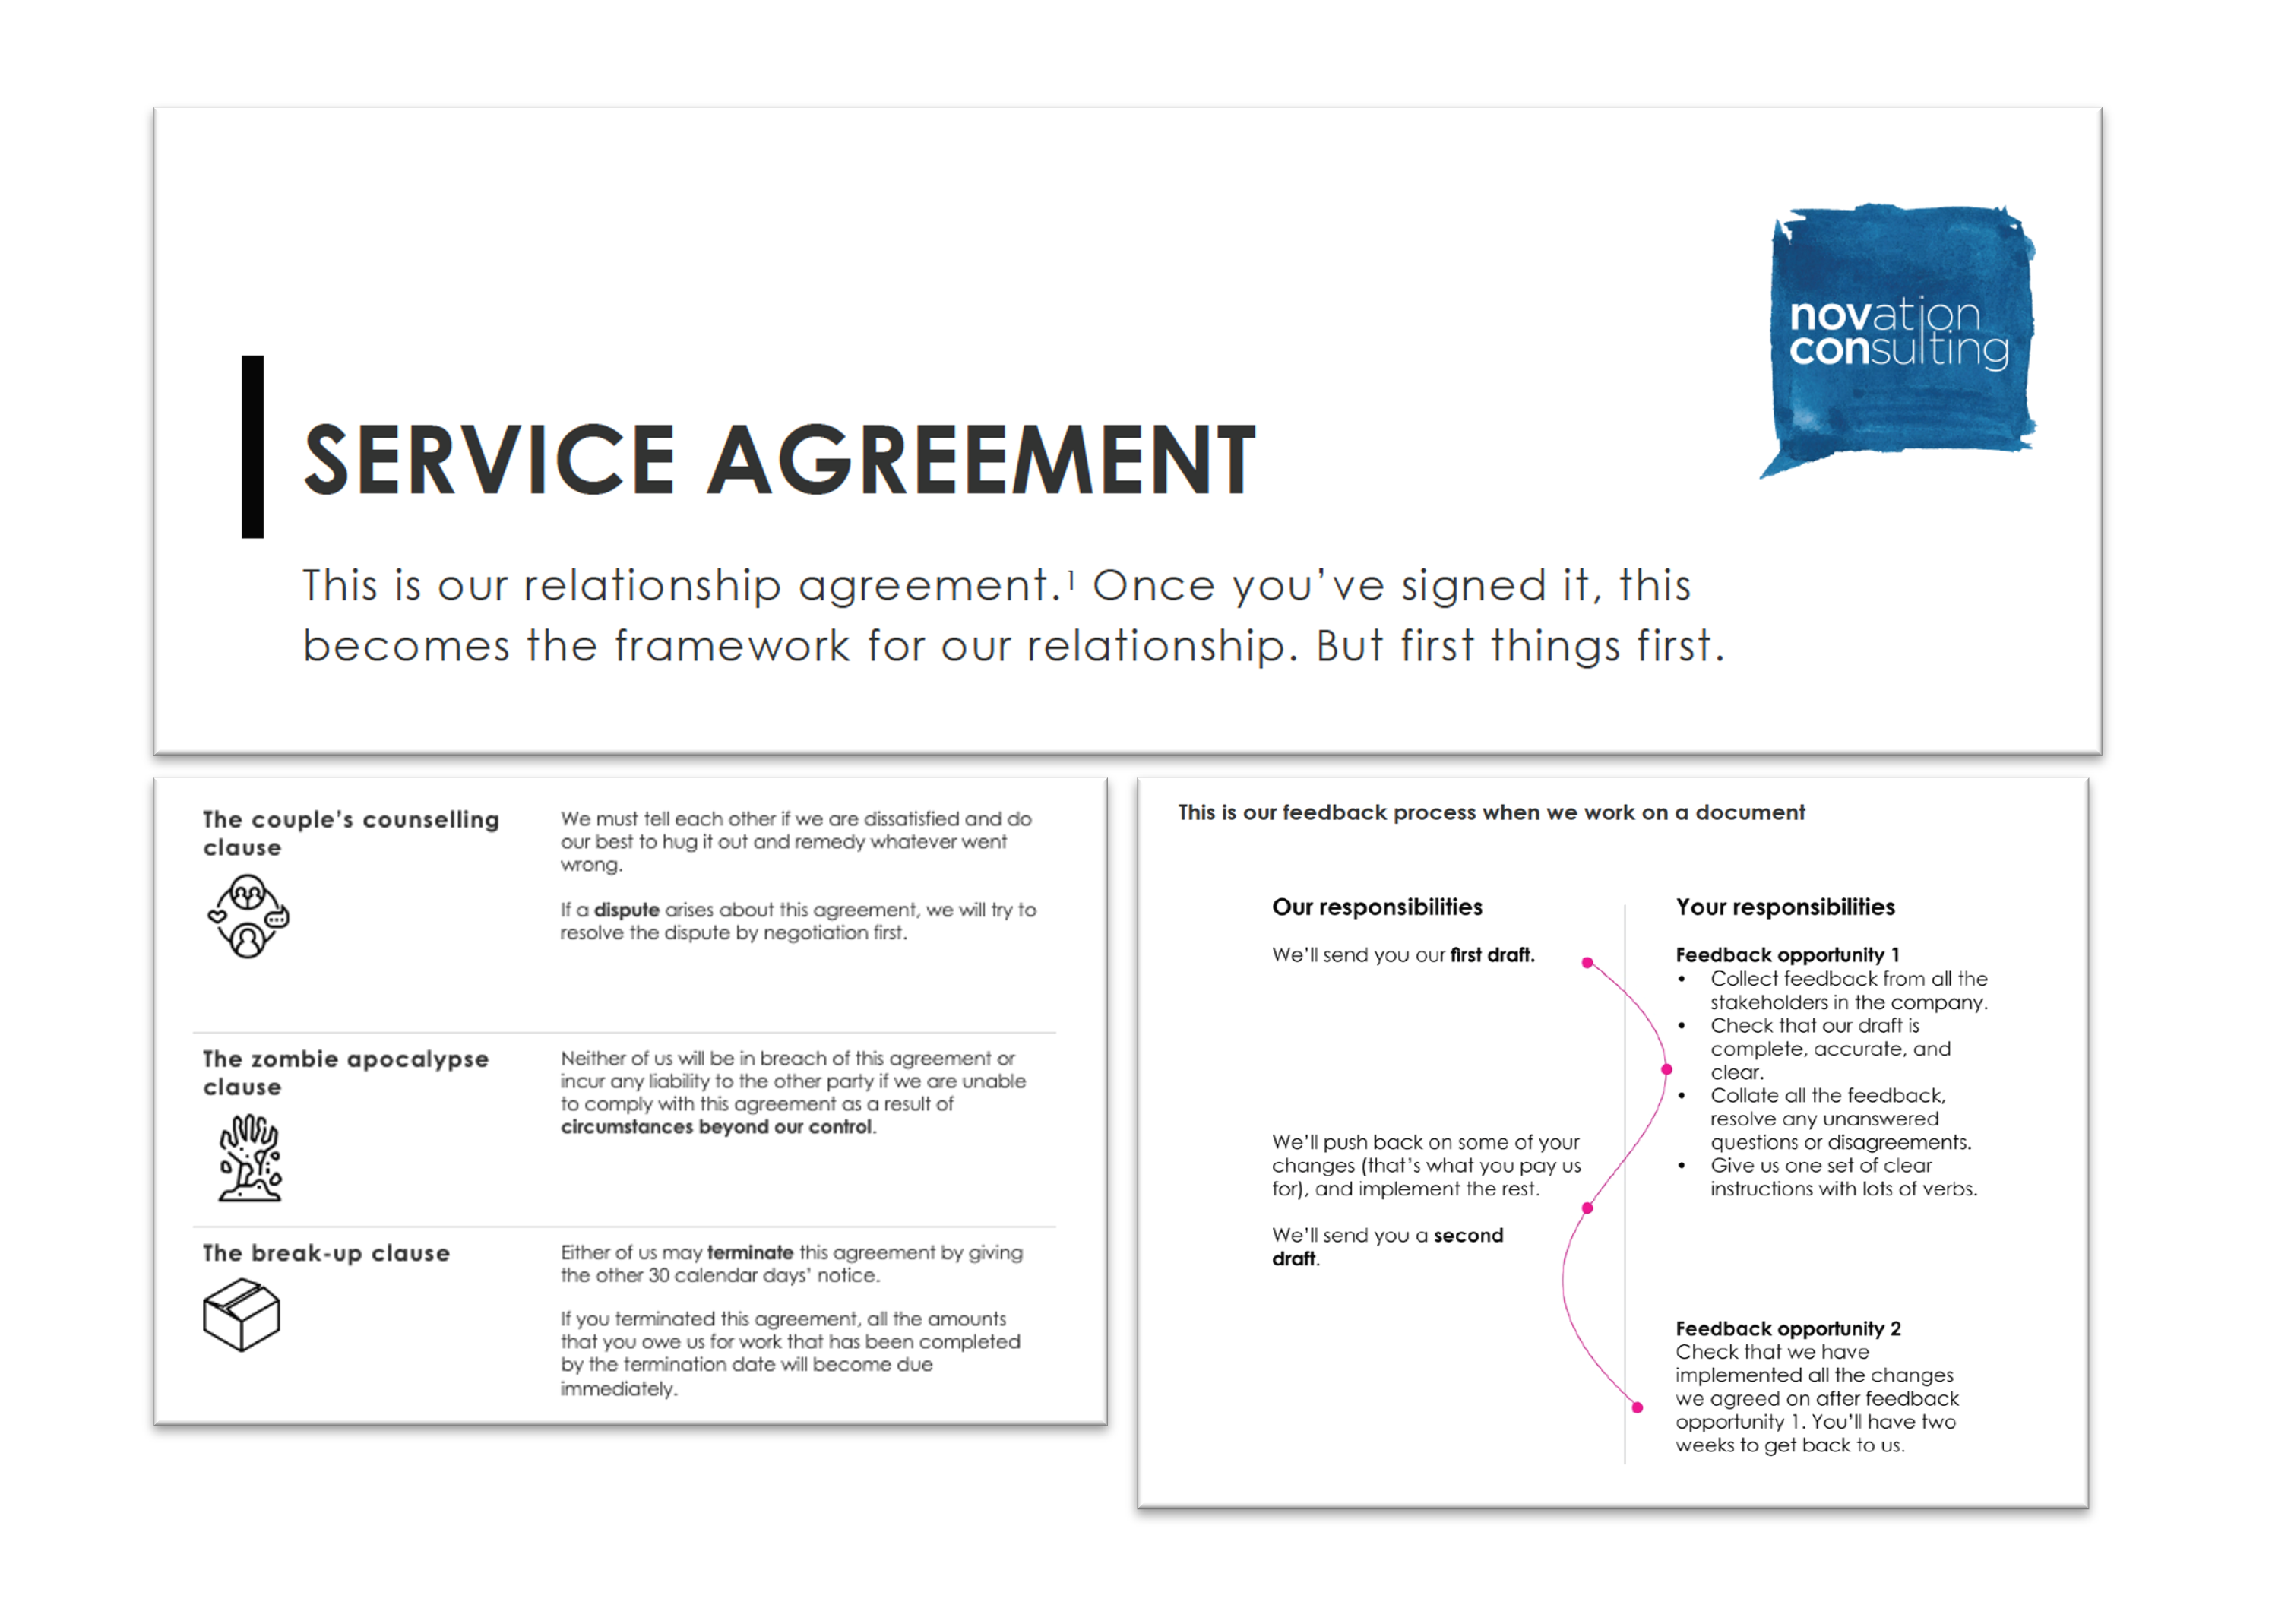 novation
consulting
SERVICE AGREEMENT
This is our relationship agreement.¹ Once you've signed it, this
becomes the framework for our relationship. But first things first.
The couple's counselling
clause
We must tell each other if we are dissatisfied and do
our best to hug it out and remedy whatever went
wrong.
If a dispute arises about this agreement, we will try to
resolve the dispute by negotiation first.
The zombie apocalypse
clause
Neither of us will be in breach of this agreement or
incur any liability to the other party if we are unable
to comply with this agreement as a result of
circumstances beyond our control.
The break-up clause
Either of us may terminate this agreement by giving
the other 30 calendar days' notice.
If you terminated this agreement, all the amounts
that you owe us for work that has been completed
by the termination date will become due
immediately.
This is our feedback process when we work on a document
Our responsibilities
We'll send you our first draft.
We'll push back on some of your
changes (that's what you pay us
for), and implement the rest.
We'll send you a second
draft.
Your responsibilities
Feedback opportunity 1
• Collect feedback from all the
stakeholders in the company.
• Check that our draft is
complete, accurate, and
clear.
• Collate all the feedback,
resolve any unanswered
questions or disagreements.
• Give us one set of clear
instructions with lots of verbs.
Feedback opportunity 2
Check that we have
implemented all the changes
we agreed on after feedback
opportunity 1. You'll have two
weeks to get back to us.